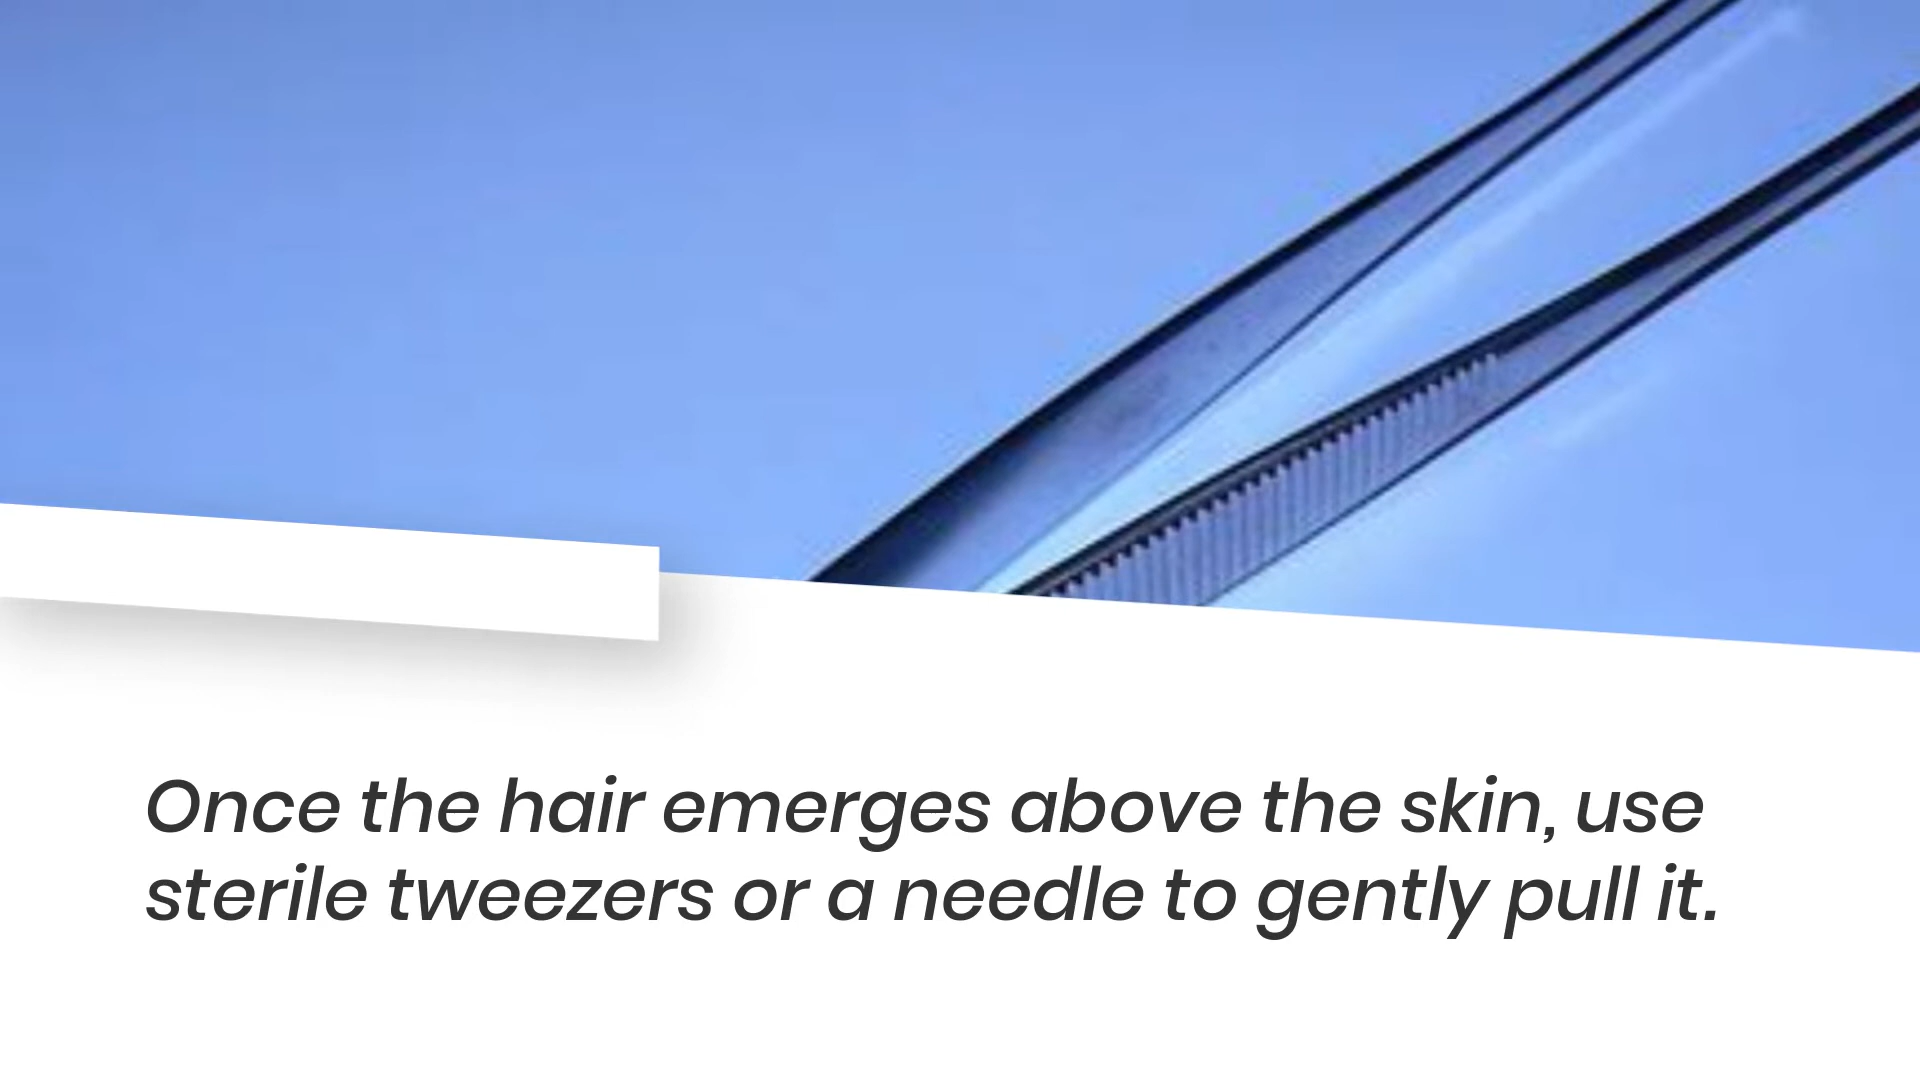 Once the hair emerges above the skin, use
sterile tweezers or a needle to gently pull it.